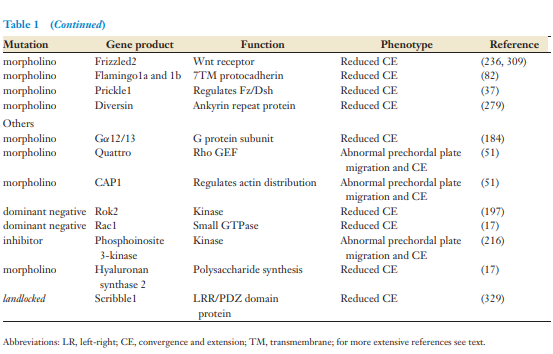 Table 1 (Continued)
Mutation Gene product Function Phenotype Reference
morpholino Frizzled2 Wnt receptor Reduced CE (236, 309)
morpholino Flamingo1a and 1b 7TM protocadherin Reduced CE (82)
morpholino Prickle1 Regulates Fz/Dsh Reduced CE (37)
morpholino Diversin Ankyrin repeat protein Reduced CE (279)
Others
morpholino Gα12/13 G protein subunit Reduced CE (184)
morpholino Quattro Rho GEF Abnormal prechordal plate (51)
migration and CE
morpholino CAP1 Regulates actin distribution Abnormal prechordal plate (51)
migration and CE
dominant negative Rok2 Kinase Reduced CE (197)
dominant negative Rac1 Small GTPase Reduced CE (17)
inhibitor Phosphoinosite Kinase Abnormal prechordal plate (216)
3-kinase migration and CE
morpholino Hyaluronan Polysaccharide synthesis Reduced CE (17)
synthase 2
landlocked Scribble1 LRR/PDZ domain Reduced CE (329)
protein
Abbreviations: LR, left-right; CE, convergence and extension; TM, transmembrane; for more extensive references see text.